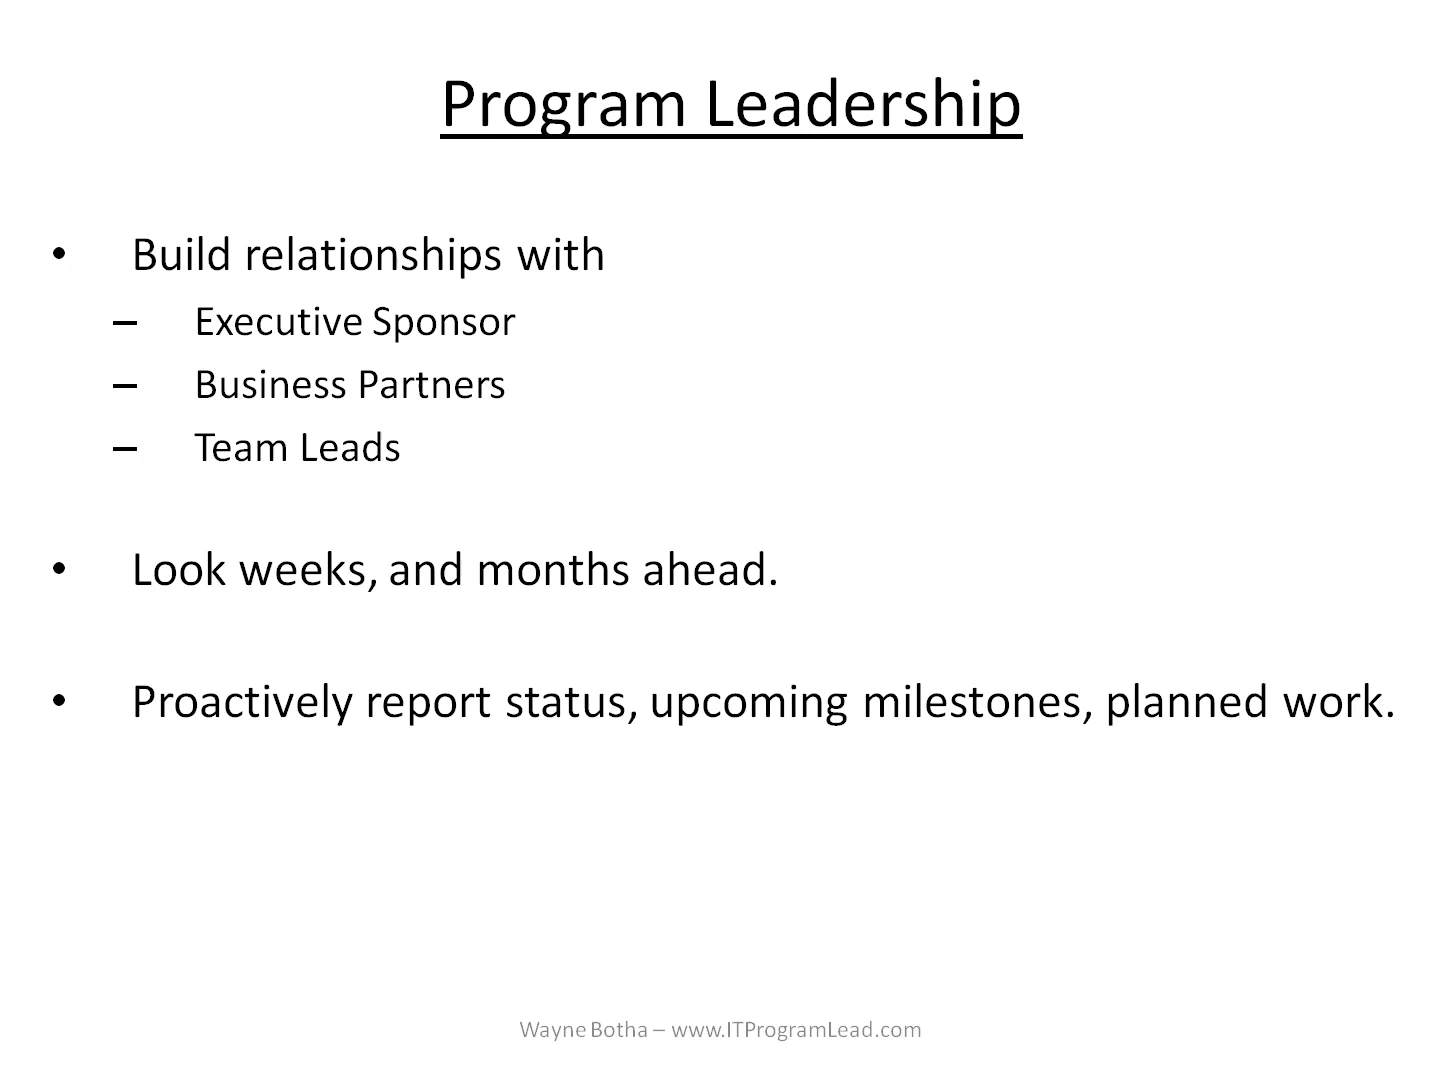 Program Leadership
• Build relationships with
– Executive Sponsor
– Business Partners
– Team Leads
• Look weeks, and months ahead.
• Proactively report status, upcoming milestones, planned work.
Wayne Botha – www.ITProgramLead.com